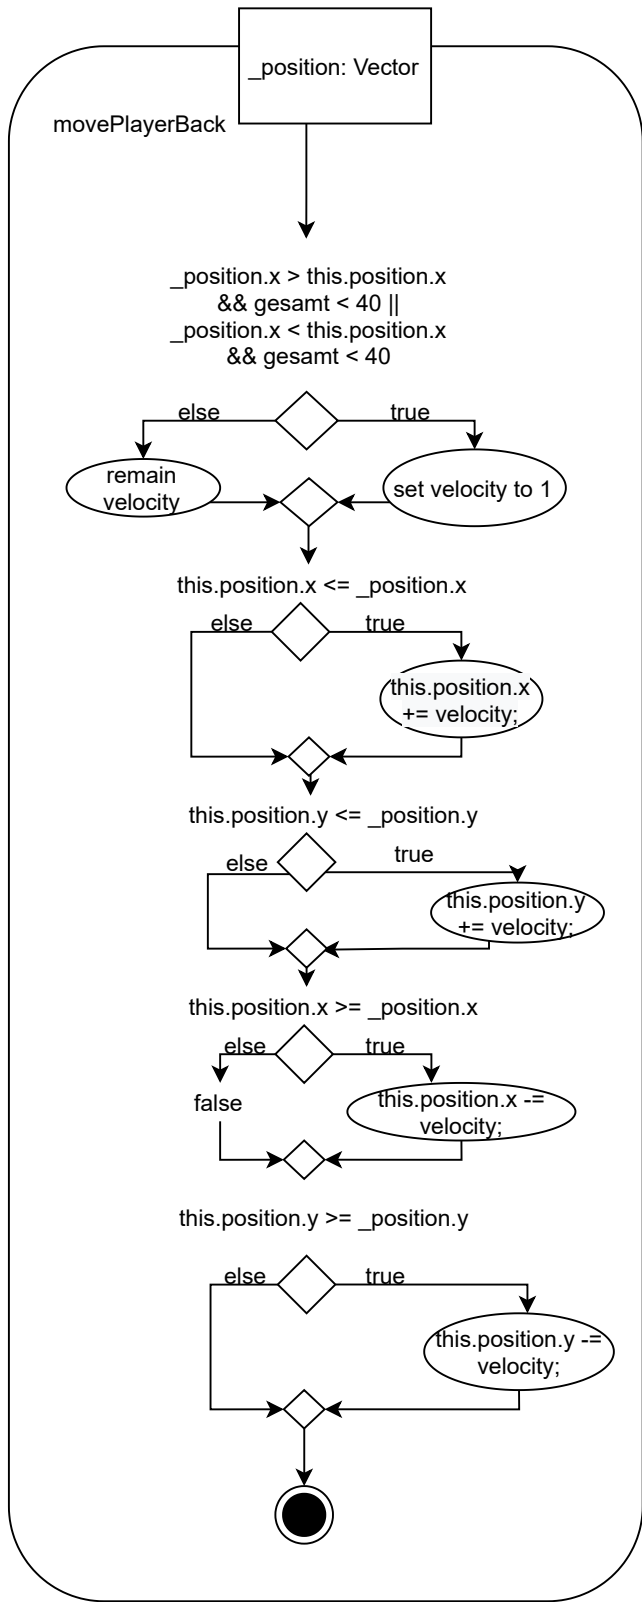 _position: Vector
movePlayerBack
_position.x > this.position.x
&& gesamt < 40 ||
_position.x < this.position.x
&& gesamt < 40
else
true
remain
velocity
set velocity to 1
this.position.x <= _position.x
else
true
this.position.x
+= velocity;
this.position.y <= _position.y
else
true
this.position.y
+= velocity;
this.position.x >= _position.x
else
true
false
this.position.x -=
velocity;
this.position.y >= _position.y
else
true
this.position.y -=
velocity;